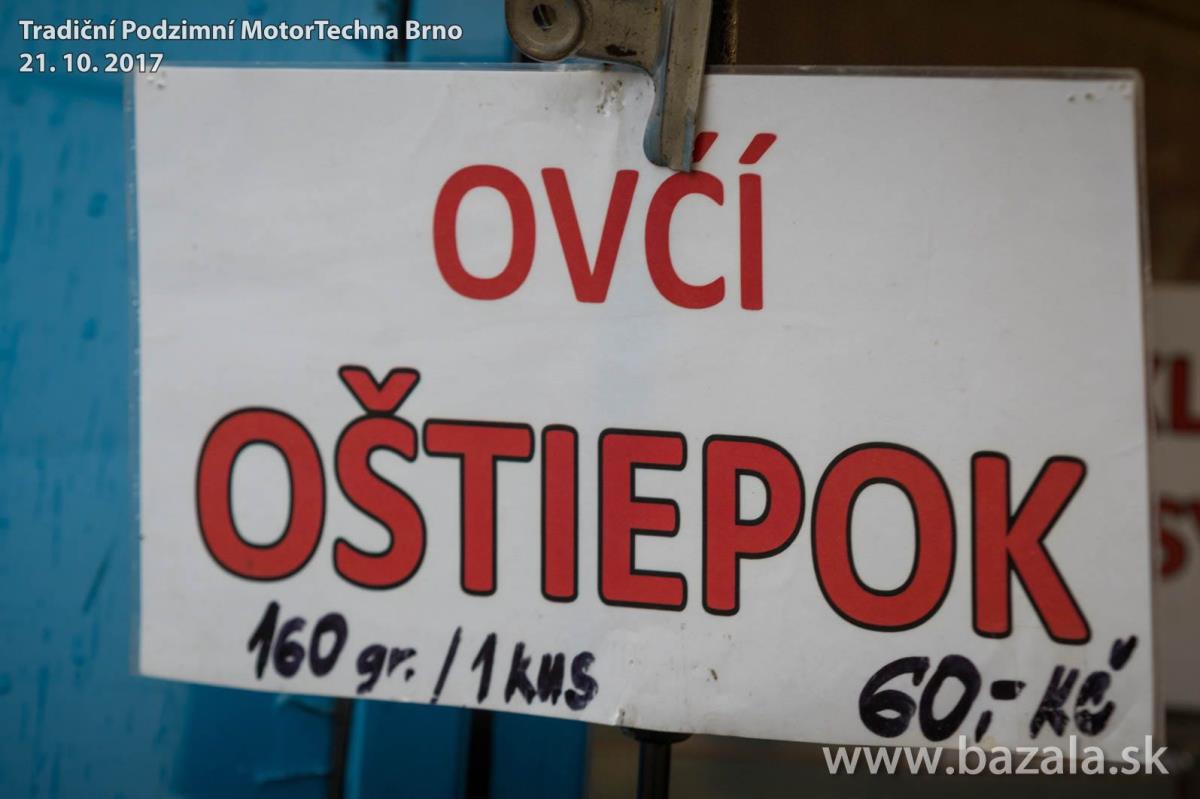 Tradiční Podzimní MotorTechna Brno
21. 10. 2017
OVČÍ
OŠTIEPOK
160 gr. / 1 kus 60,- Kč
www.bazala.sk